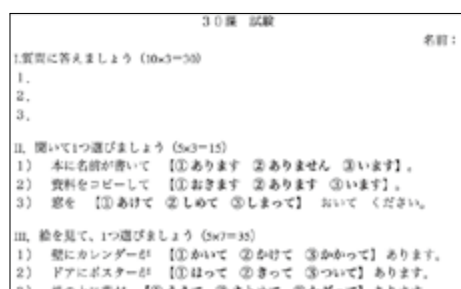 30課 試験
名前：
I.質問に答えましょう (10×3=30)
1.
2.
3.
II. 聞いて1つ選びましょう (5×3=15)
1) 本に名前が書いて 【①あります ②ありません ③います】。
2) 資料をコピーして 【①おきます ②あります ③います】。
3) 窓を 【①あけて ②しめて ③しまって】 おいて ください。
III. 絵を見て、1つ選びましょう (5×7=35)
1) 壁にカレンダーが 【①かいて ②かけて ③かかって】 あります。
2) ドアにポスターが 【①はって ②きって ③ついて】 あります。